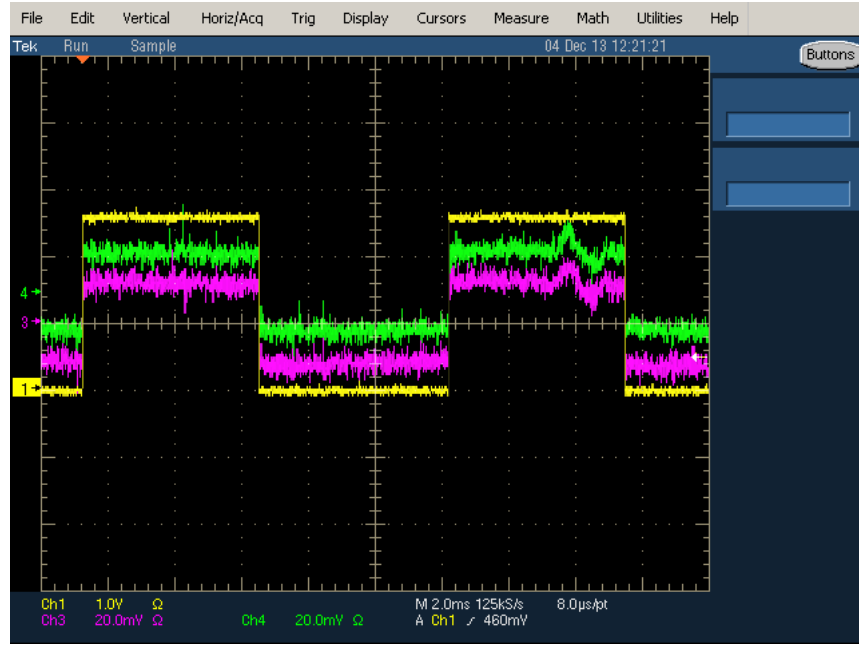 File Edit Vertical Horiz/Acq Trig Display Cursors Measure Math Utilities Help
Tek Run Sample 04 Dec 13 12:21:21
Buttons
4
3
1
Ch1 1.0V Ω M 2.0ms 125kS/s 8.0µs/pt
Ch3 20.0mV Ω Ch4 20.0mV Ω A Ch1 ⁄ 460mV